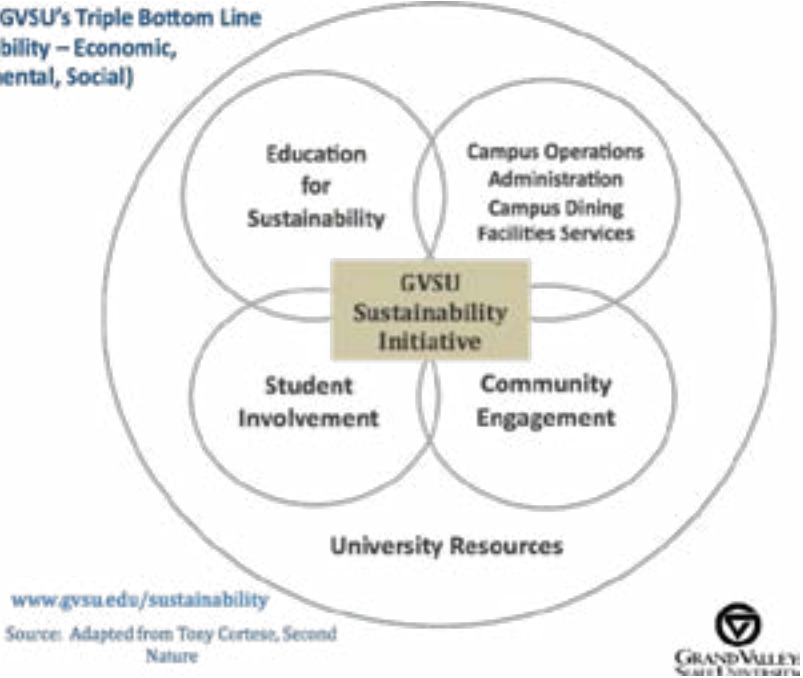 GVSU's Triple Bottom Line
bility – Economic,
ental, Social)
Education
for
Sustainability
Campus Operations
Administration
Campus Dining
Facilities Services
GVSU
Sustainability
Initiative
Student
Involvement
Community
Engagement
University Resources
www.gvsu.edu/sustainability
Source: Adapted from Tony Cortese, Second
Nature
GRAND VALLEY
STATE UNIVERSITY